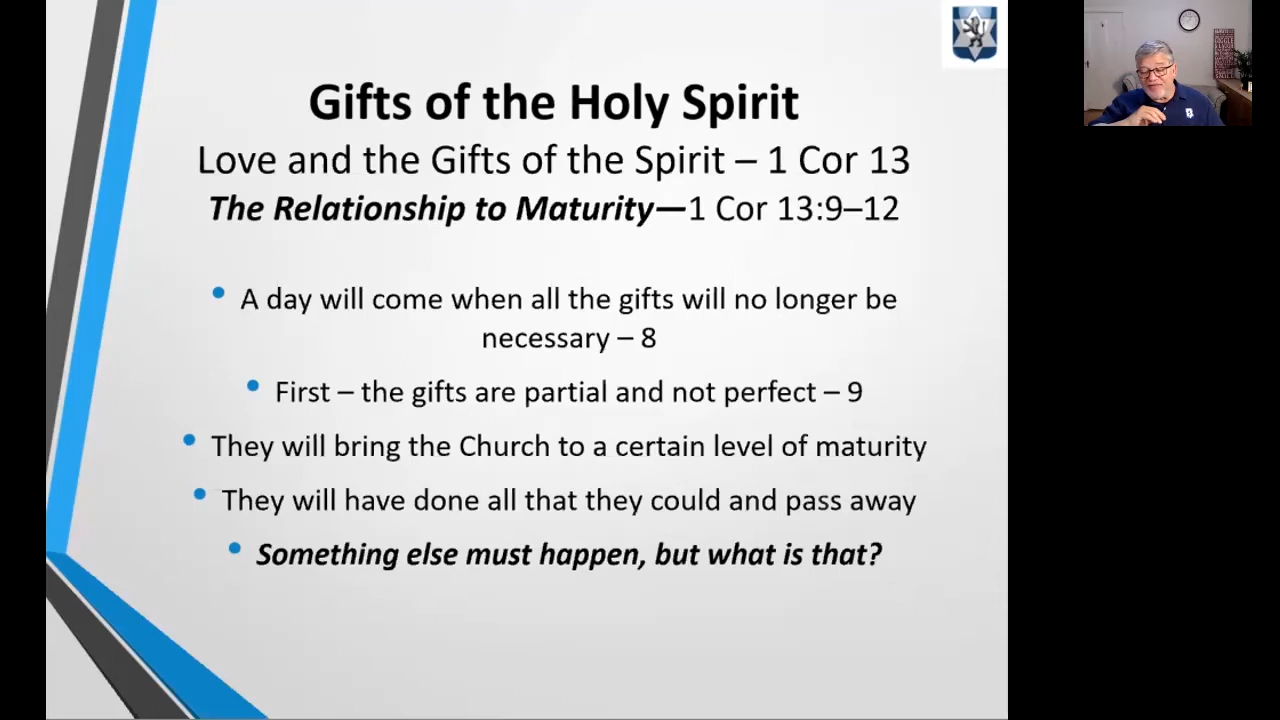 Gifts of the Holy Spirit
Love and the Gifts of the Spirit – 1 Cor 13
The Relationship to Maturity—1 Cor 13:9–12
• A day will come when all the gifts will no longer be
necessary – 8
• First – the gifts are partial and not perfect – 9
• They will bring the Church to a certain level of maturity
• They will have done all that they could and pass away
• Something else must happen, but what is that?